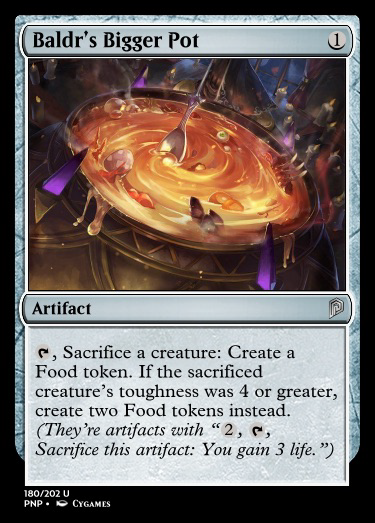 Baldr's Bigger Pot 1
Artifact
, Sacrifice a creature: Create a
Food token. If the sacrificed
creature's toughness was 4 or greater,
create two Food tokens instead.
(They're artifacts with “2, ,
Sacrifice this artifact: You gain 3 life.”)
180/202 U
PNP • Cygames